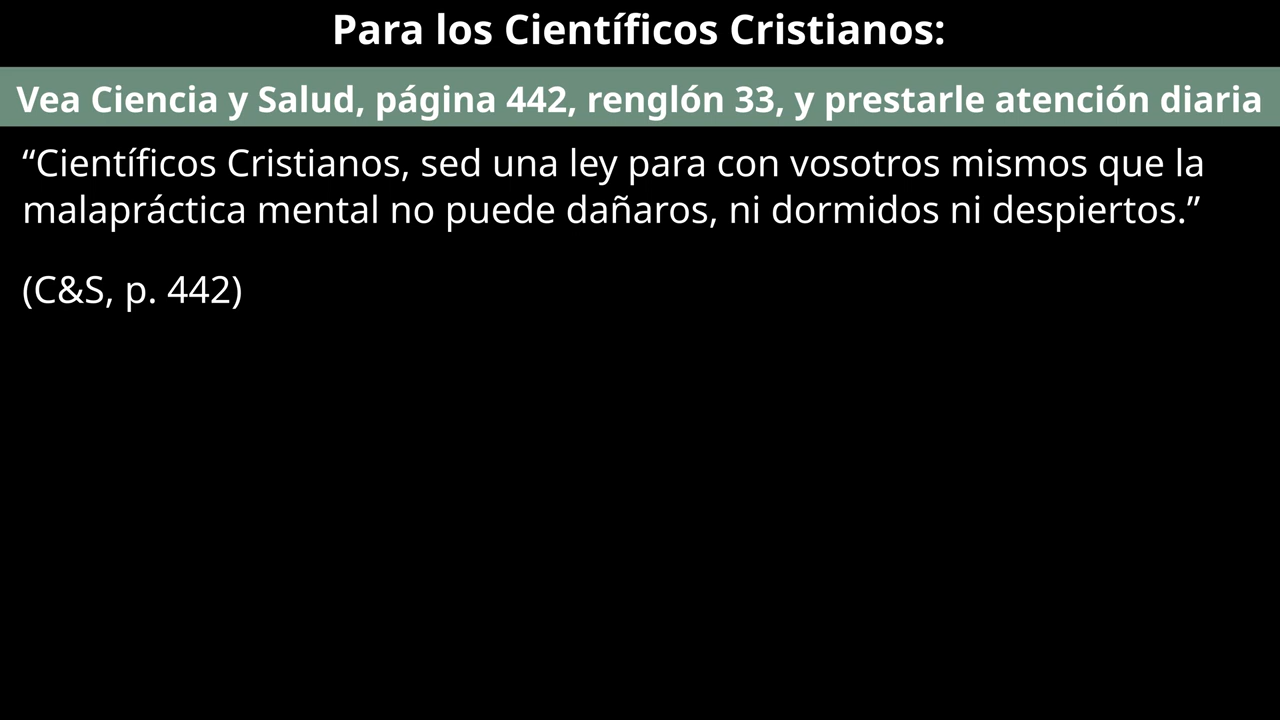 Para los Científicos Cristianos:
Vea Ciencia y Salud, página 442, renglón 33, y prestarle atención diaria
“Científicos Cristianos, sed una ley para con vosotros mismos que la
malapráctica mental no puede dañaros, ni dormidos ni despiertos.”
(C&S, p. 442)